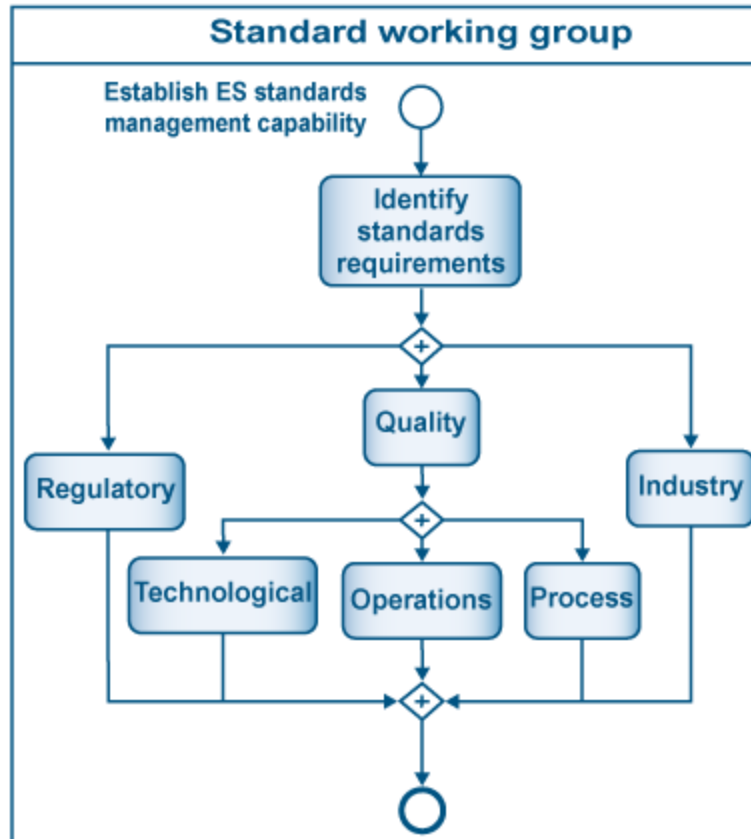 Standard working group
Establish ES standards
management capability
Identify
standards
requirements
+
Quality
Regulatory
Industry
+
Technological
Operations
Process
+